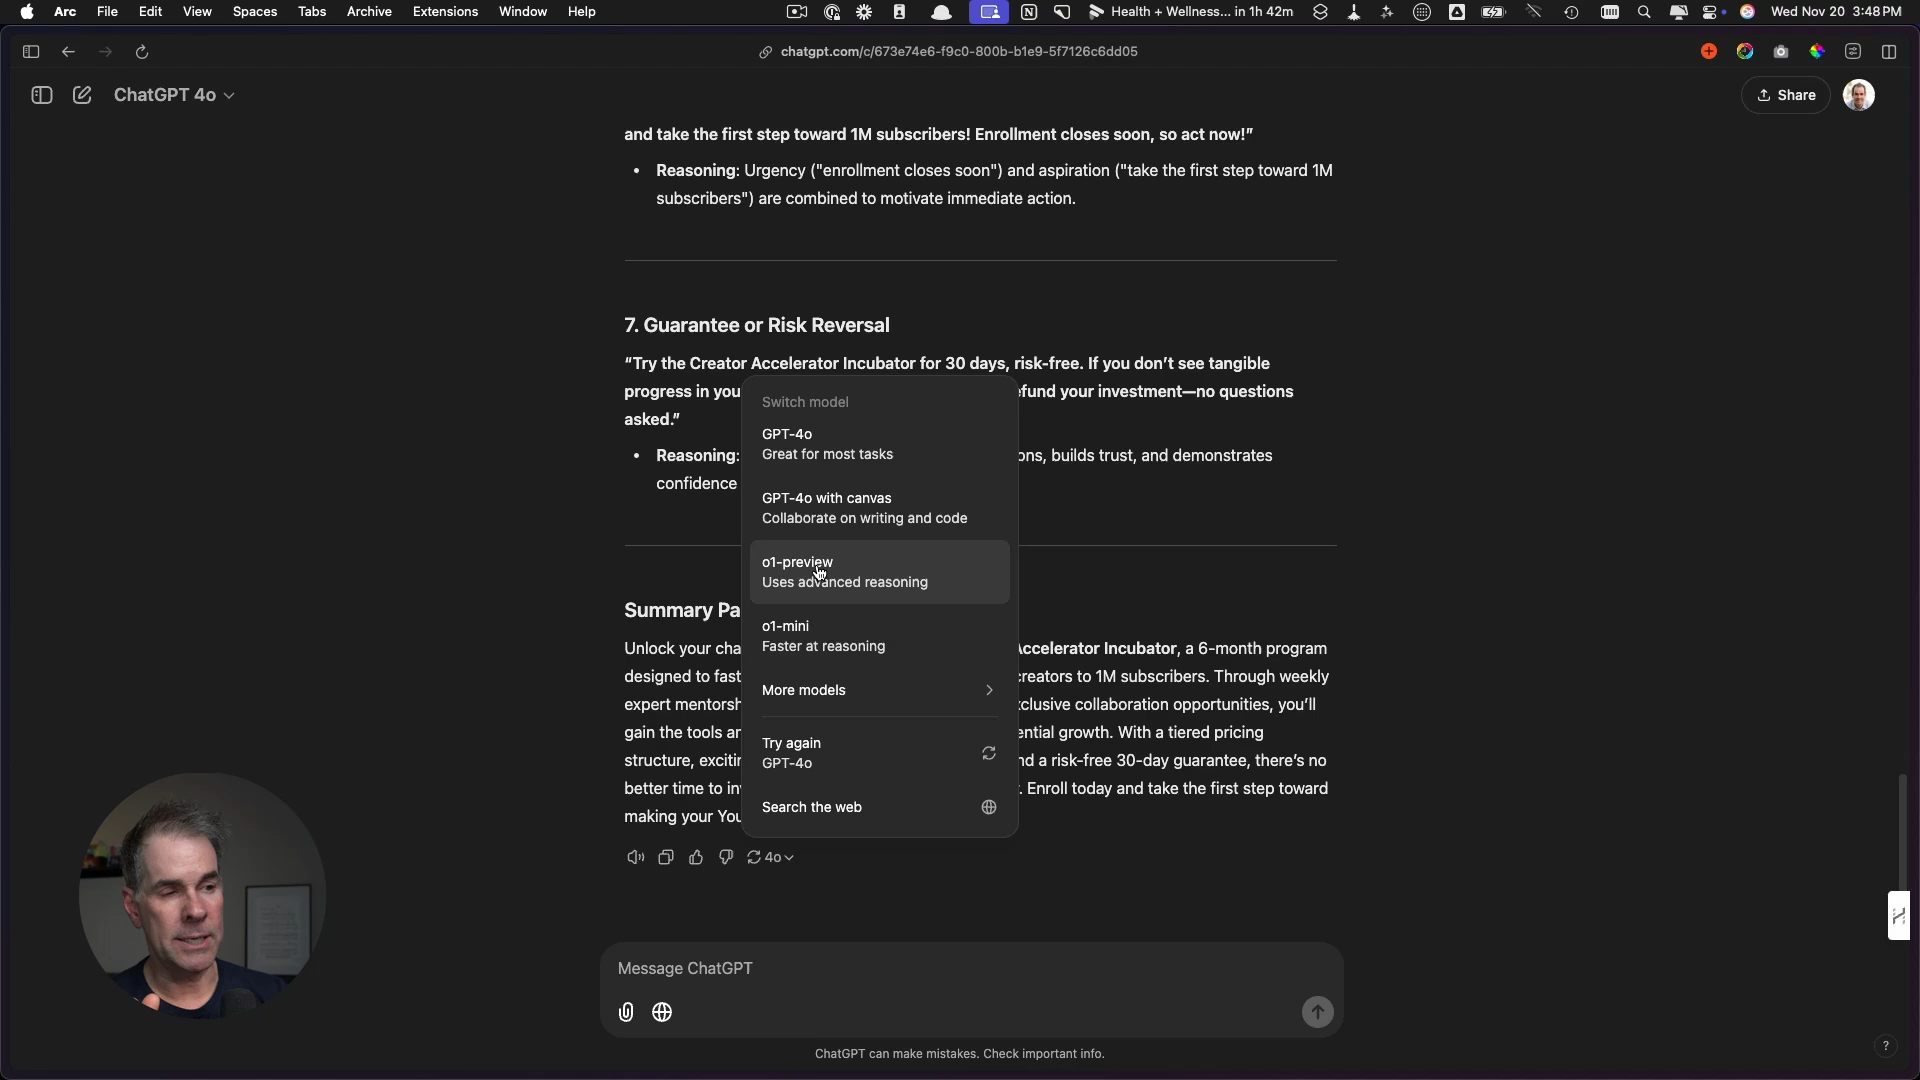 Arc File Edit View Spaces Tabs Archive Extensions Window Help Health + Wellness... in 1h 42m Wed Nov 20 3:48 PM
chatgpt.com/c/673e74e6-f9c0-800b-b1e9-5f7126c6dd05
ChatGPT 4o
Share
and take the first step toward 1M subscribers! Enrollment closes soon, so act now!”
• Reasoning: Urgency ("enrollment closes soon") and aspiration ("take the first step toward 1M
subscribers") are combined to motivate immediate action.
7. Guarantee or Risk Reversal
“Try the Creator Accelerator Incubator for 30 days, risk-free. If you don’t see tangible
progress in you
efund your investment—no questions
asked.”
• Reasoning:
ons, builds trust, and demonstrates
confidence
Switch model
GPT-4o
Great for most tasks
GPT-4o with canvas
Collaborate on writing and code
o1-preview
Uses advanced reasoning
o1-mini
Faster at reasoning
More models
Try again
GPT-4o
Search the web
Summary Pa
Unlock your cha
Accelerator Incubator, a 6-month program
designed to fast
creators to 1M subscribers. Through weekly
expert mentorsh
xclusive collaboration opportunities, you’ll
gain the tools an
ential growth. With a tiered pricing
structure, excitin
nd a risk-free 30-day guarantee, there’s no
better time to in
. Enroll today and take the first step toward
making your You
4o
Message ChatGPT
ChatGPT can make mistakes. Check important info.
?